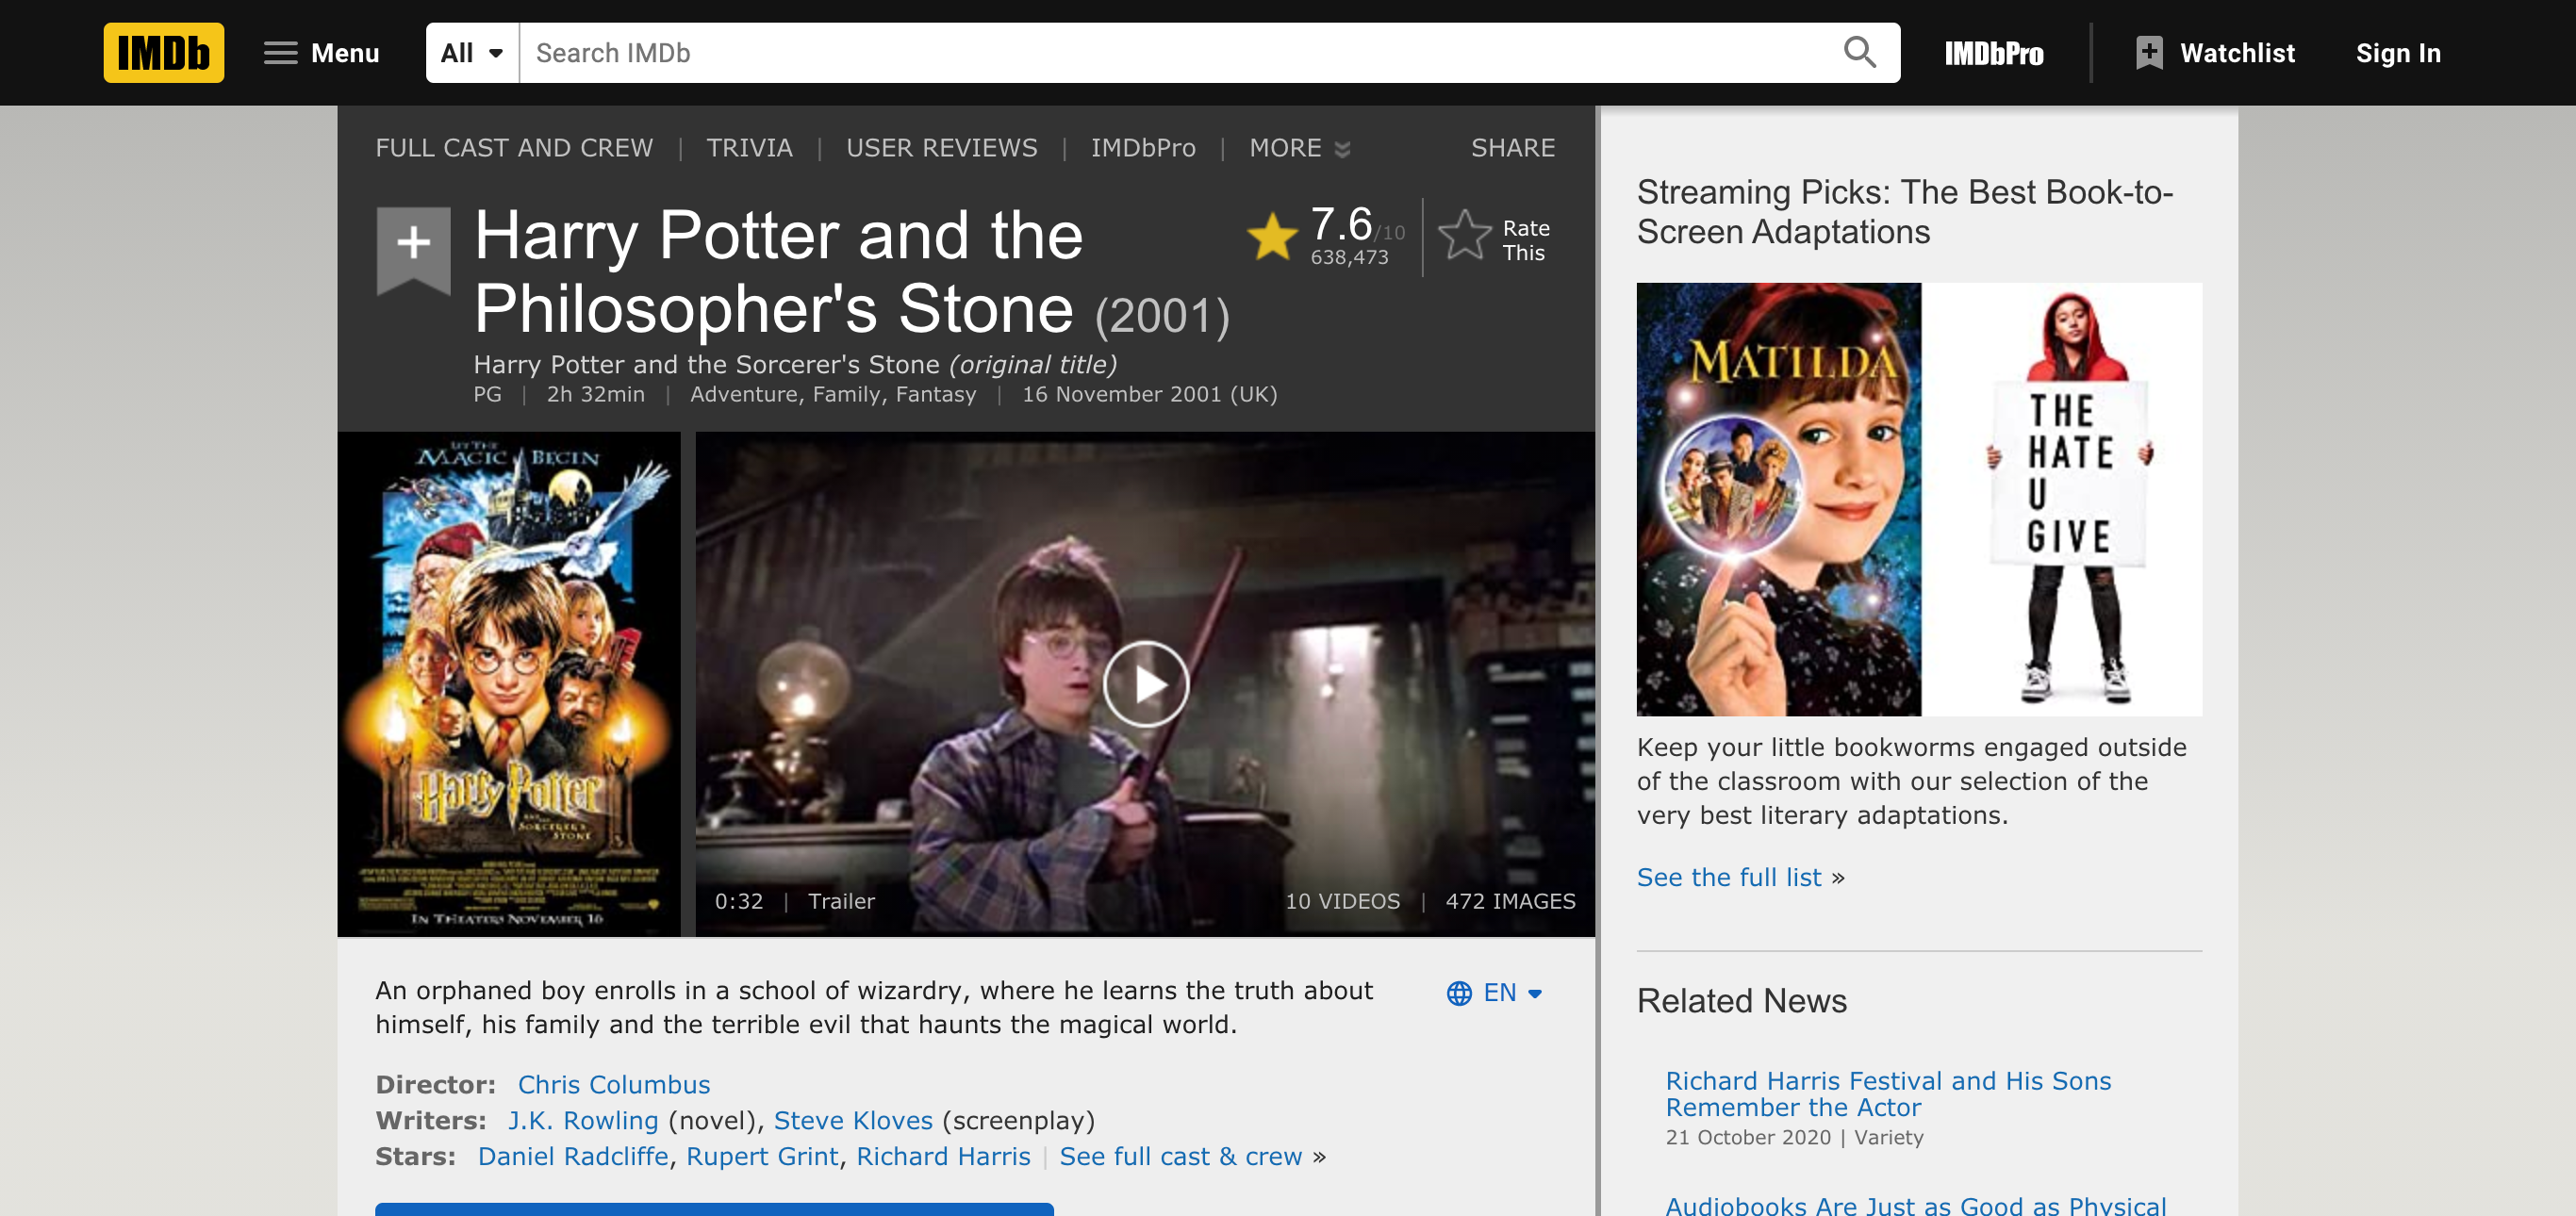 IMDb
Menu
All
Search IMDb
IMDbPro
Watchlist
Sign In
FULL CAST AND CREW | TRIVIA | USER REVIEWS | IMDbPro | MORE
SHARE
Harry Potter and the
Philosopher's Stone (2001)
Harry Potter and the Sorcerer's Stone (original title)
PG | 2h 32min | Adventure, Family, Fantasy | 16 November 2001 (UK)
7.6/10
638,473
Rate
This
LET THE
MAGIC BEGIN
Harry Potter
AND THE
SORCERER'S
STONE
IN THEATERS NOVEMBER 16
0:32 | Trailer
10 VIDEOS | 472 IMAGES
An orphaned boy enrolls in a school of wizardry, where he learns the truth about
himself, his family and the terrible evil that haunts the magical world.
EN
Director: Chris Columbus
Writers: J.K. Rowling (novel), Steve Kloves (screenplay)
Stars: Daniel Radcliffe, Rupert Grint, Richard Harris | See full cast & crew »
Streaming Picks: The Best Book-to-
Screen Adaptations
MATILDA
THE
HATE
U
GIVE
Keep your little bookworms engaged outside
of the classroom with our selection of the
very best literary adaptations.
See the full list »
Related News
Richard Harris Festival and His Sons
Remember the Actor
21 October 2020 | Variety
Audiobooks Are Just as Good as Physical